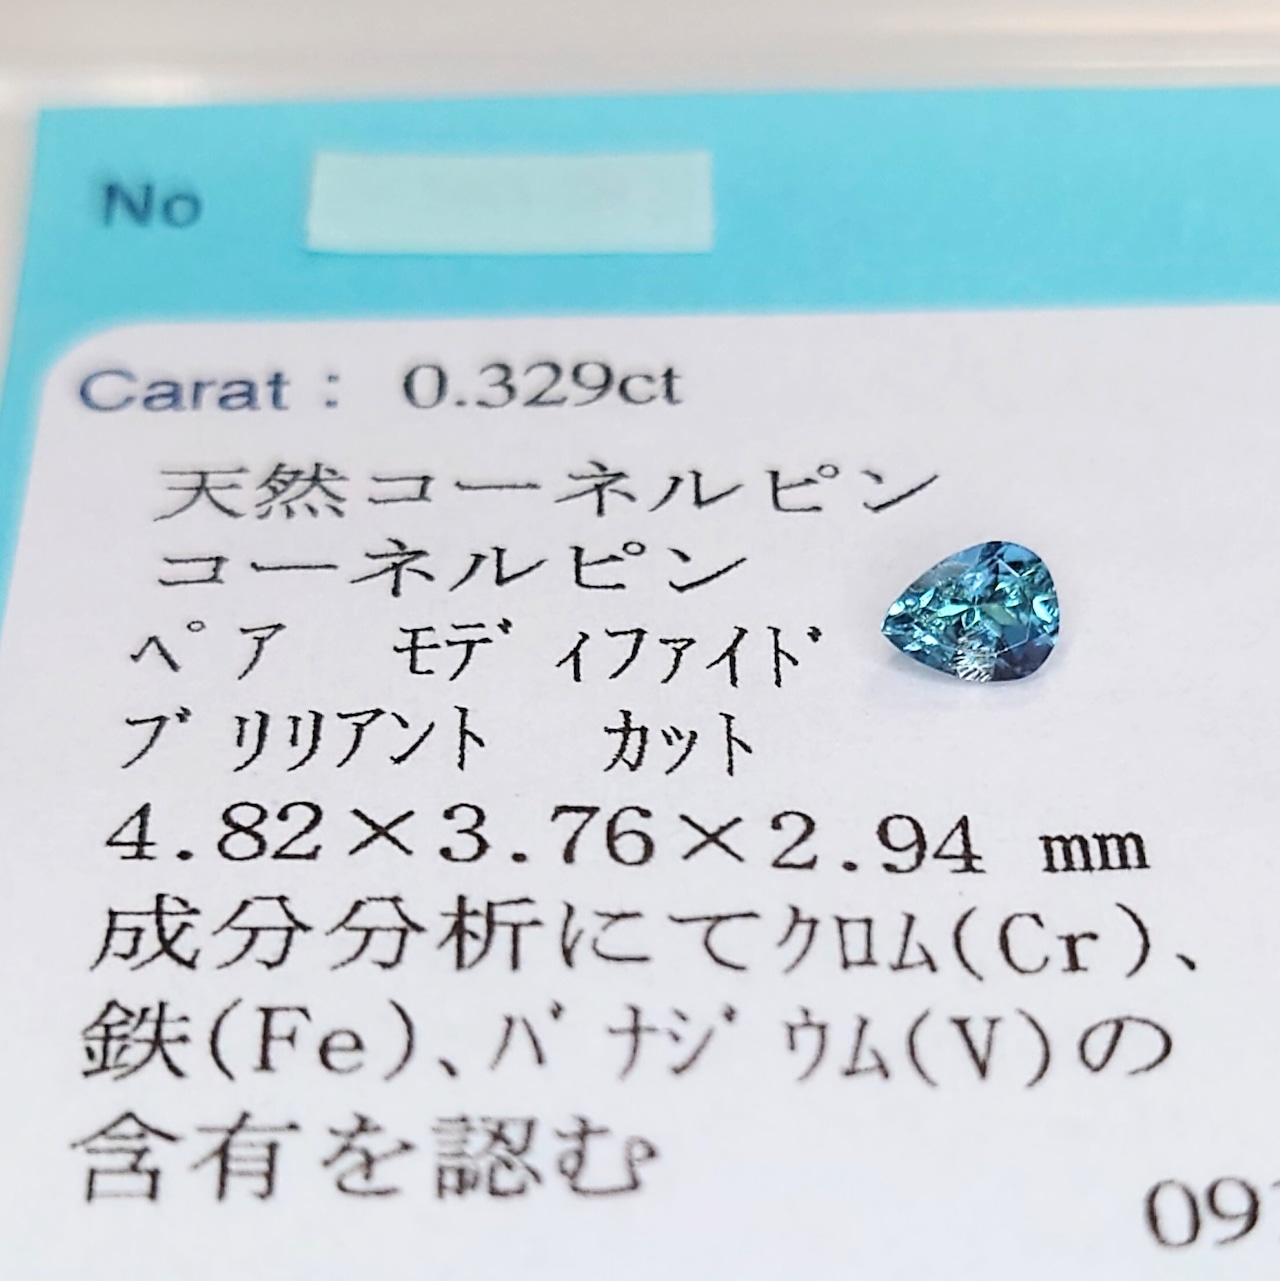 No
Carat : 0.329ct
天然コーネルピン
コーネルピン
ペア モディファイド
ブリリアント カット
4.82×3.76×2.94 mm
成分分析にてクロム(Cr)、
鉄(Fe)、バナジウム(V)の
含有を認む
091